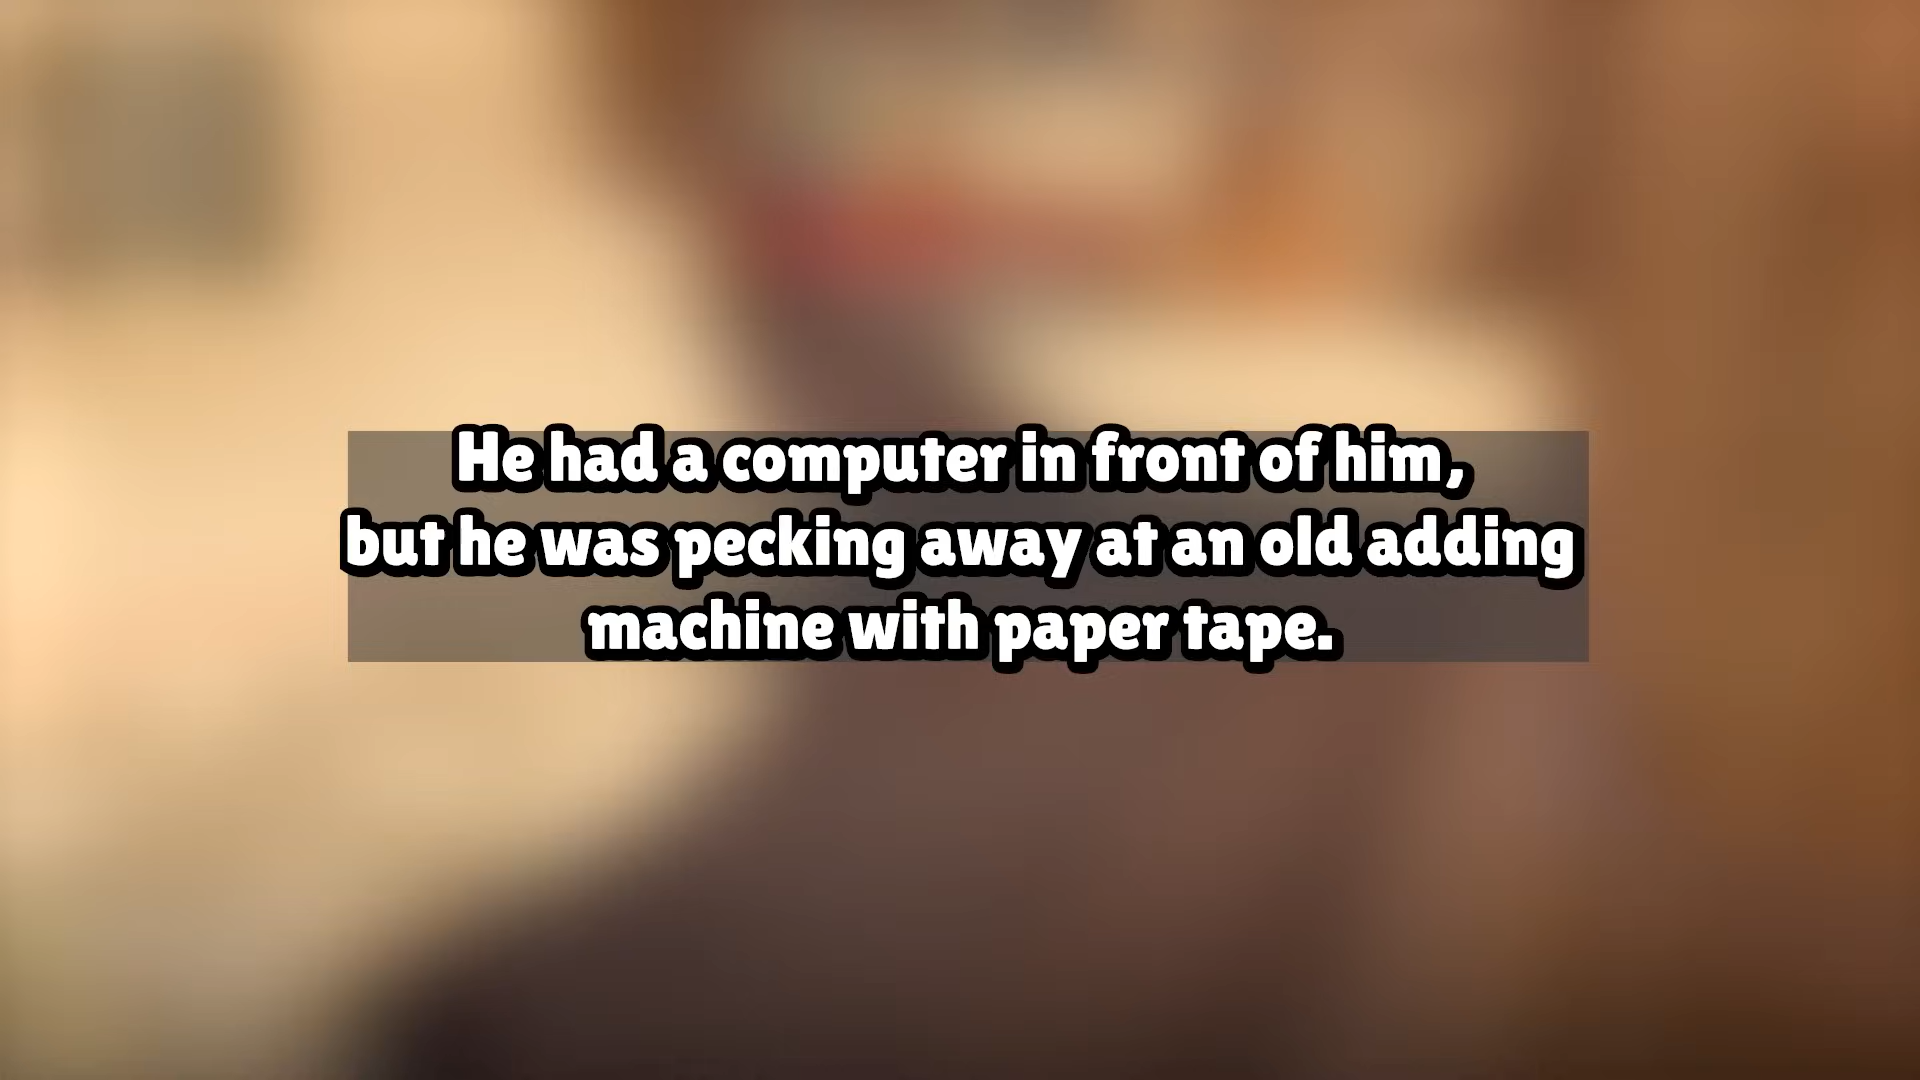 He had a computer in front of him,
but he was pecking away at an old adding
machine with paper tape.